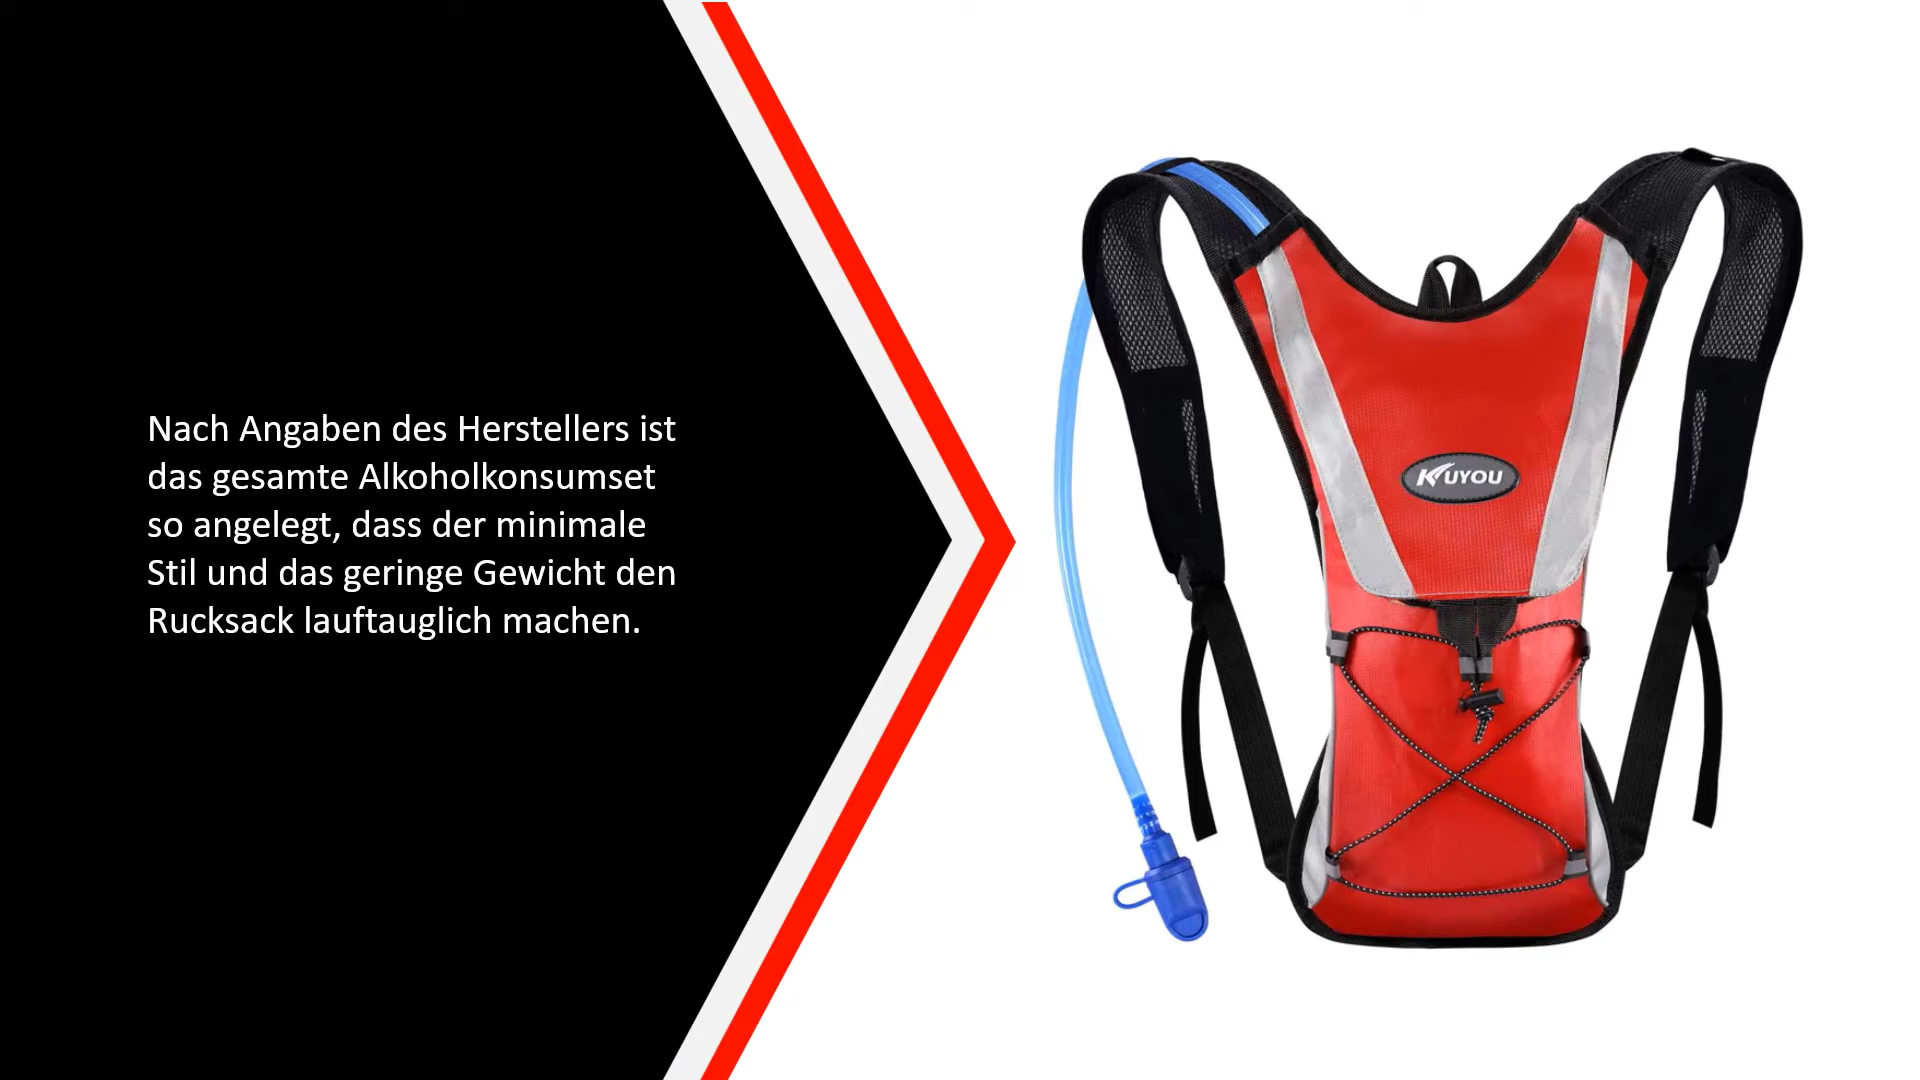 Nach Angaben des Herstellers ist
das gesamte Alkoholkonsumset
so angelegt, dass der minimale
Stil und das geringe Gewicht den
Rucksack lauftauglich machen.
KUYOU